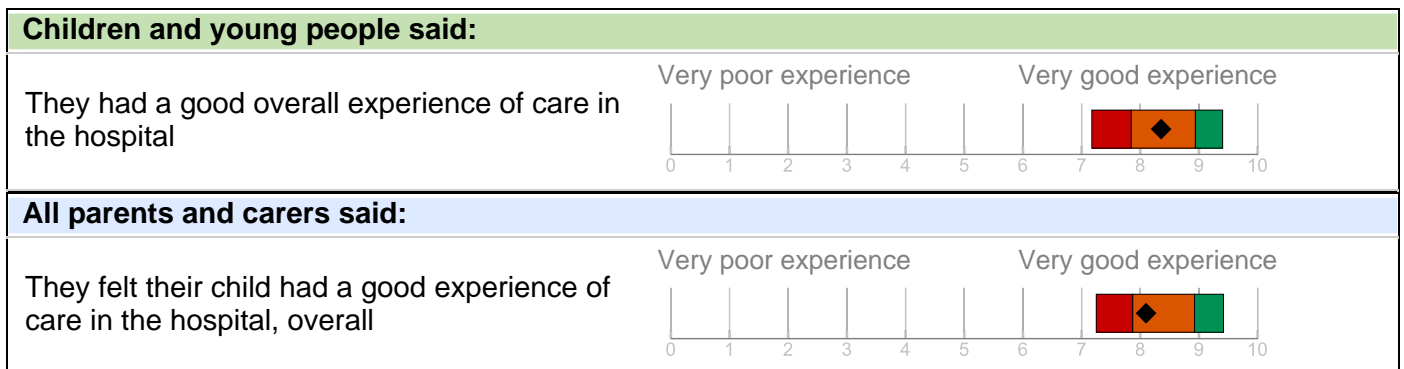 Children and young people said:
Very poor experience Very good experience
They had a good overall experience of care in
the hospital
0 1 2 3 4 5 6 7 8 9 10
All parents and carers said:
Very poor experience Very good experience
They felt their child had a good experience of
care in the hospital, overall
0 1 2 3 4 5 6 7 8 9 10